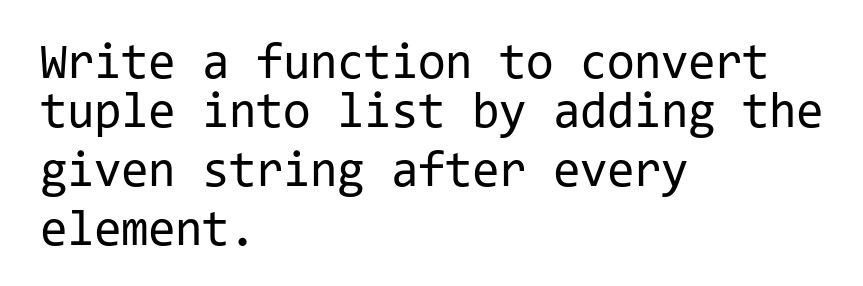 Write a function to convert
tuple into list by adding the
given string after every
element.